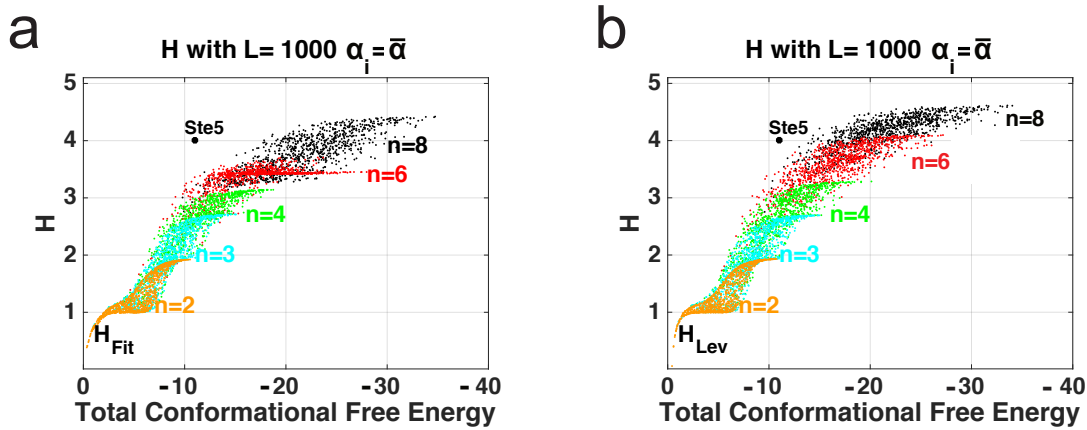 a
H with L= 1000 α_i=α̅
5
4
3
2
1
H
Ste5
n=8
n=6
n=4
n=3
n=2
H_Fit
0
-10
-20
-30
-40
Total Conformational Free Energy
b
H with L= 1000 α_i=α̅
5
4
3
2
1
H
Ste5
n=8
n=6
n=4
n=3
n=2
H_Lev
0
-10
-20
-30
-40
Total Conformational Free Energy